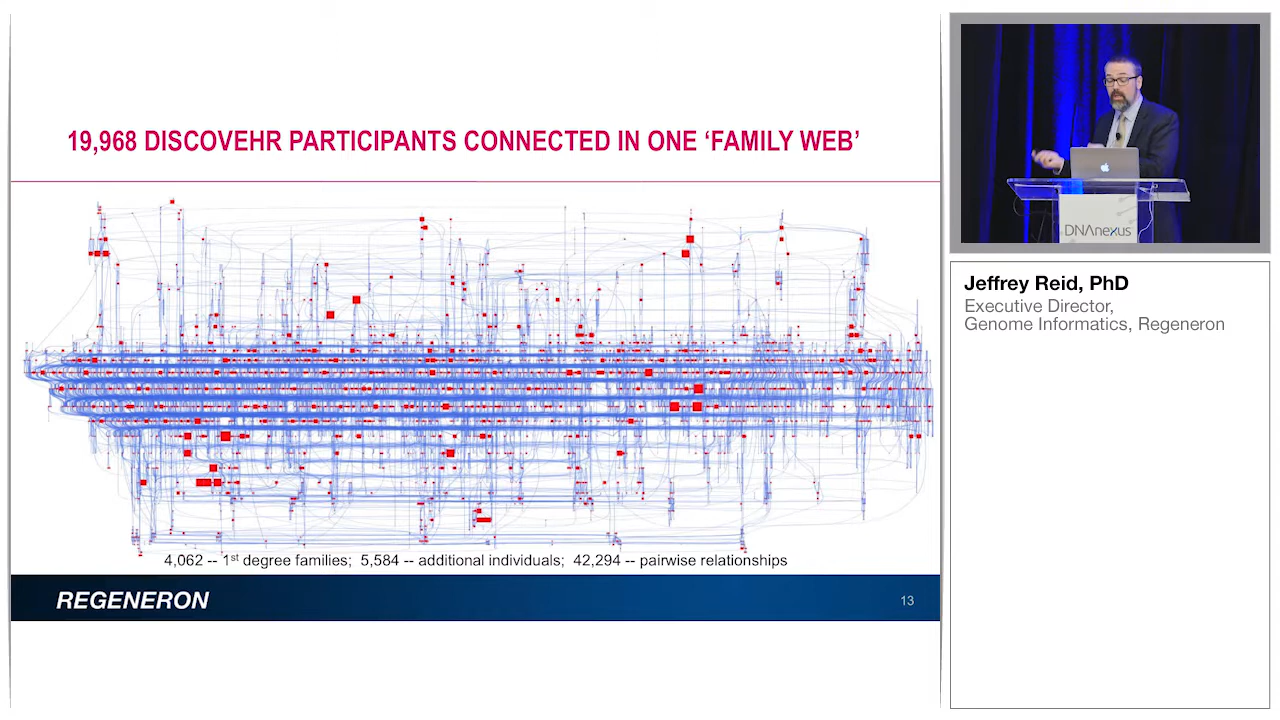 19,968 DISCOVEHR PARTICIPANTS CONNECTED IN ONE ‘FAMILY WEB’
4,062 -- 1st degree families; 5,584 -- additional individuals; 42,294 -- pairwise relationships
REGENERON
13
DNAnexus
Jeffrey Reid, PhD
Executive Director,
Genome Informatics, Regeneron